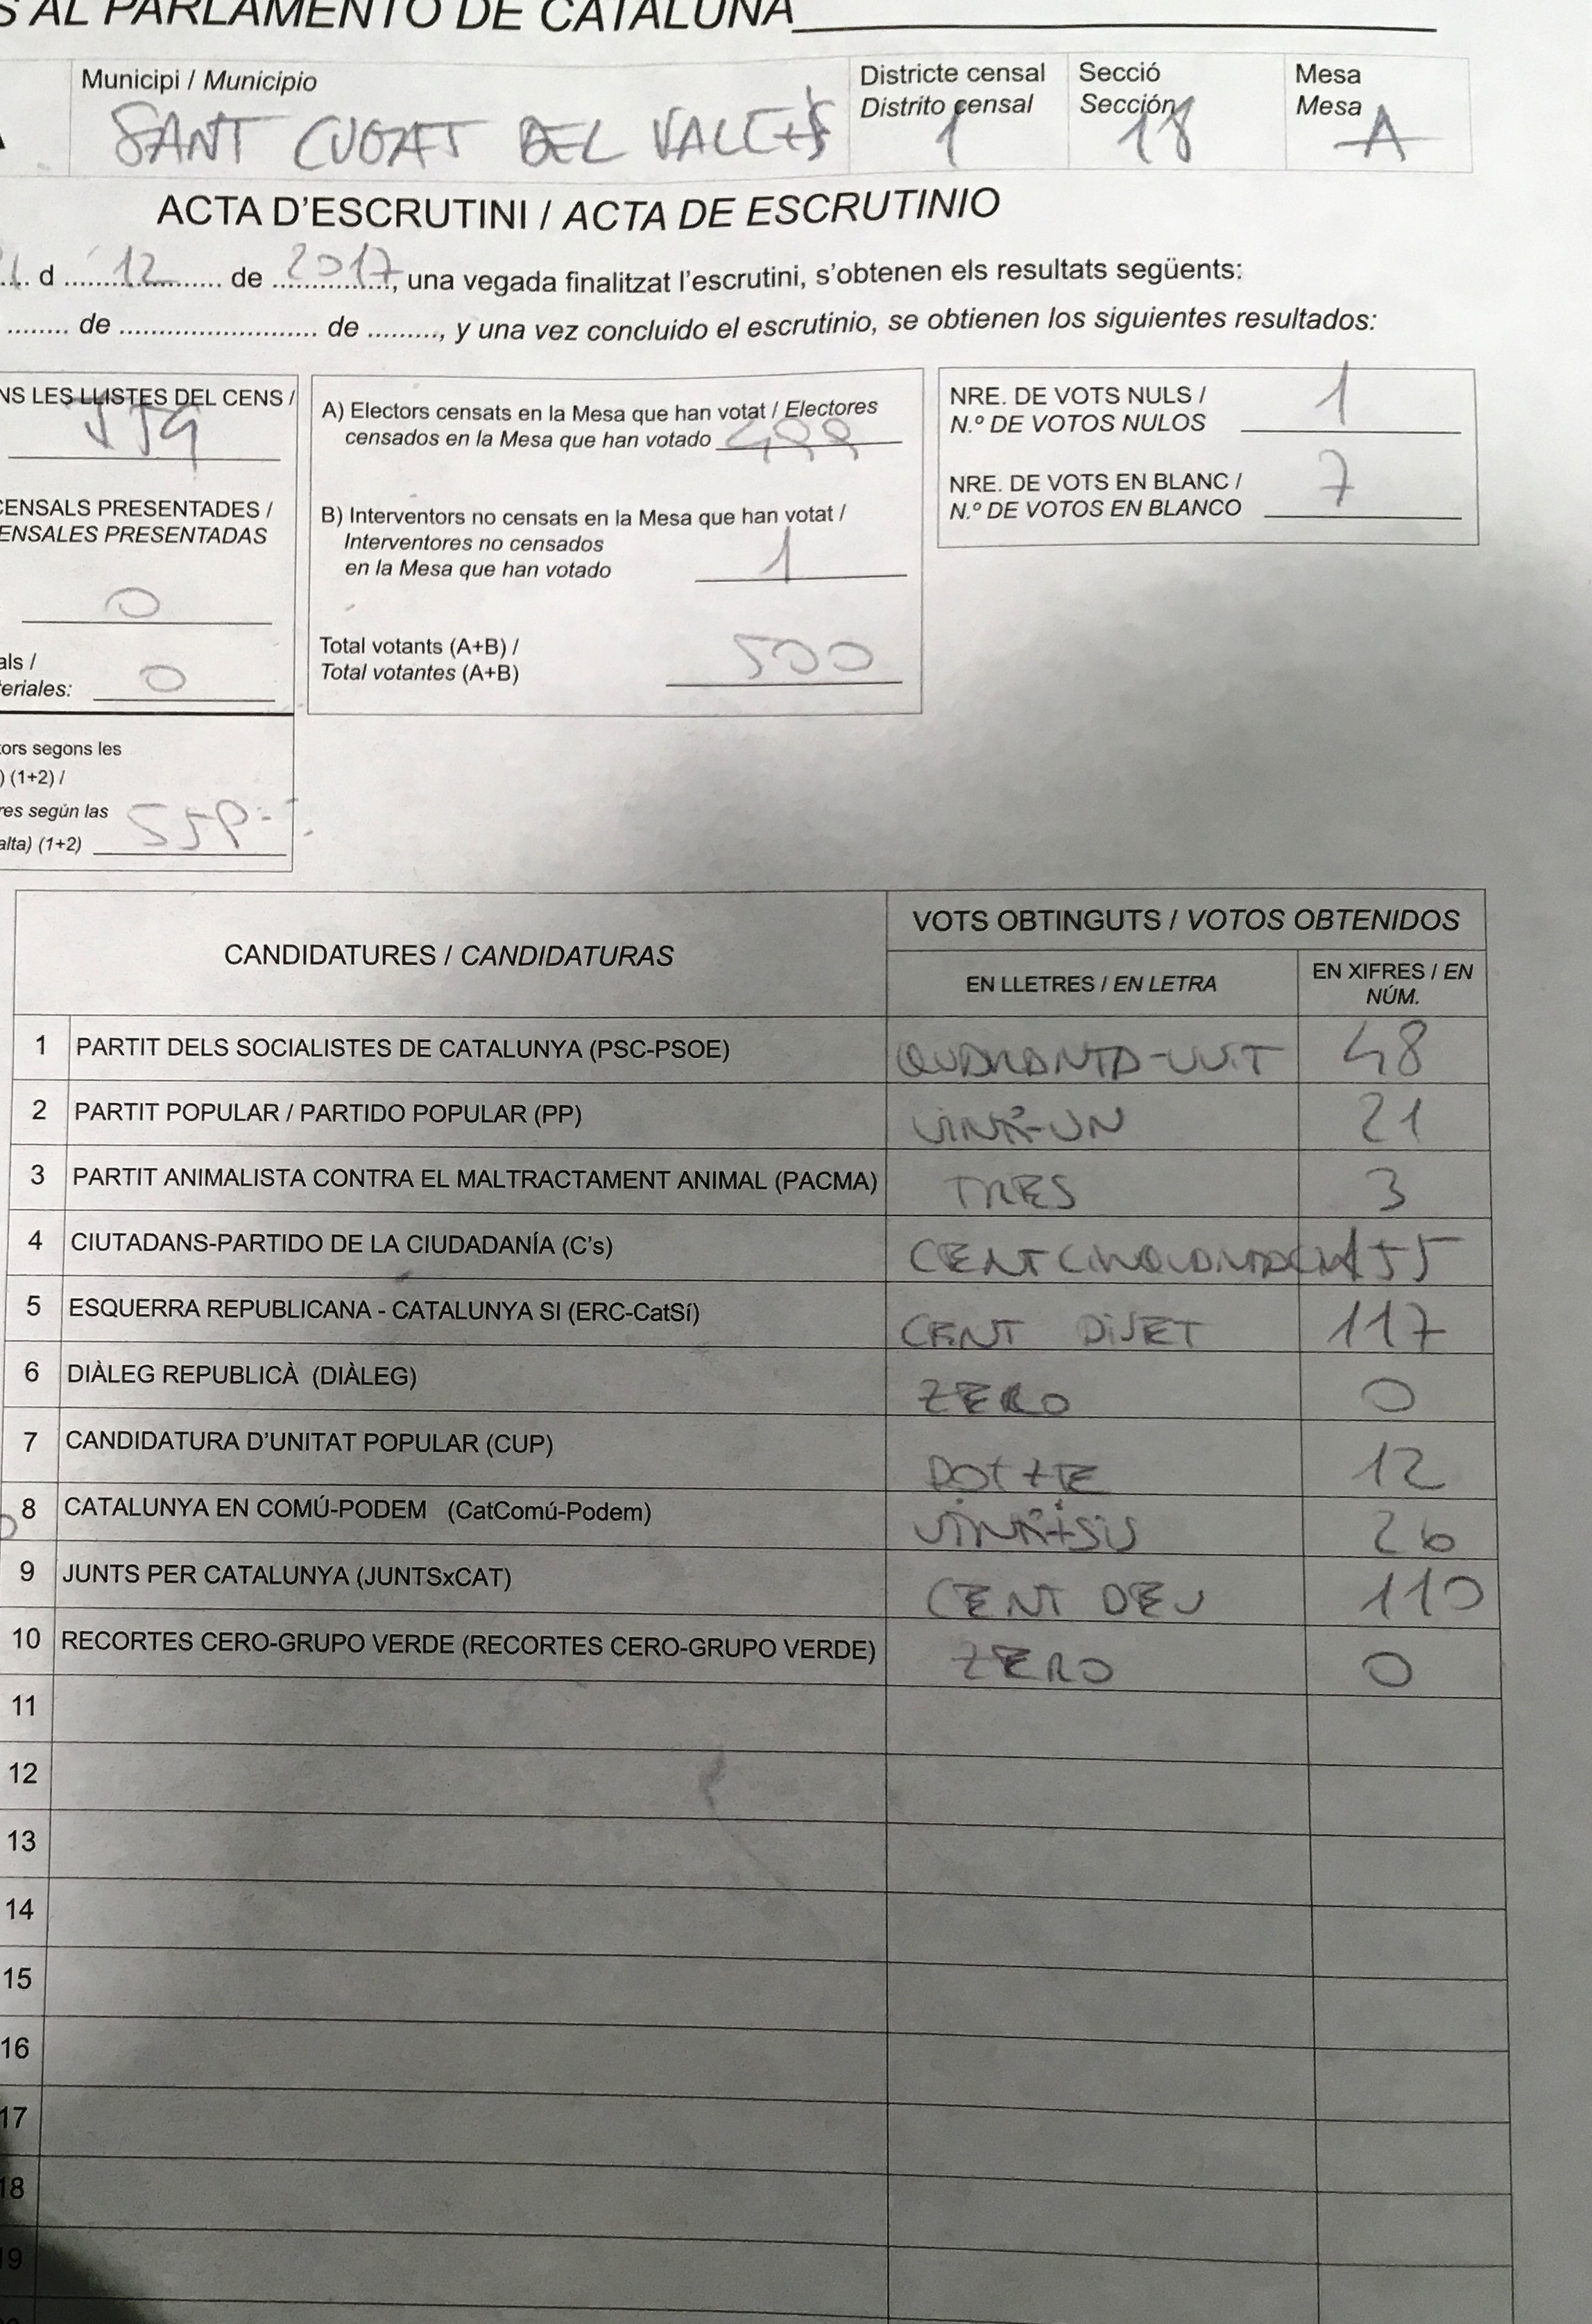 S AL PARLAMENTO DE CATALUÑA
Municipi / Municipio
SANT CUGAT DEL VALLÈS
Districte censal
Distrito censal
1
Secció
Sección
18
Mesa
Mesa
A
ACTA D'ESCRUTINI / ACTA DE ESCRUTINIO
d 12 de 2017, una vegada finalitzat l'escrutini, s'obtenen els resultats següents:
de de, y una vez concluido el escrutinio, se obtienen los siguientes resultados:
NS LES LLISTES DEL CENS /
CENSALS PRESENTADES /
ENSALES PRESENTADAS
0
als /
eriales: 0
ors segons les
) (1+2) /
res según las
alta) (1+2)
A) Electors censats en la Mesa que han votat / Electores
censados en la Mesa que han votado 499
B) Interventors no censats en la Mesa que han votat /
Interventores no censados
en la Mesa que han votado 1
Total votants (A+B) /
Total votantes (A+B) 500
NRE. DE VOTS NULS /
N.º DE VOTOS NULOS 1
NRE. DE VOTS EN BLANC /
N.º DE VOTOS EN BLANCO 7
CANDIDATURES / CANDIDATURAS
VOTS OBTINGUTS / VOTOS OBTENIDOS
EN LLETRES / EN LETRA
EN XIFRES / EN NÚM.
1 PARTIT DELS SOCIALISTES DE CATALUNYA (PSC-PSOE) QUARANTA-VUIT 48
2 PARTIT POPULAR / PARTIDO POPULAR (PP) VINT-I-UN 21
3 PARTIT ANIMALISTA CONTRA EL MALTRACTAMENT ANIMAL (PACMA) TRES 3
4 CIUTADANS-PARTIDO DE LA CIUDADANÍA (C's) CENT CINQUANTA
5 ESQUERRA REPUBLICANA - CATALUNYA SI (ERC-CatSí) CENT DISET 117
6 DIÀLEG REPUBLICÀ (DIÀLEG) ZERO 0
7 CANDIDATURA D'UNITAT POPULAR (CUP) DOTTE 12
8 CATALUNYA EN COMÚ-PODEM (CatComú-Podem) VINT-I-SIS 26
9 JUNTS PER CATALUNYA (JUNTSxCAT) CENT DEU 110
10 RECORTES CERO-GRUPO VERDE (RECORTES CERO-GRUPO VERDE) ZERO 0
11
12
13
14
15
16
17
18
19